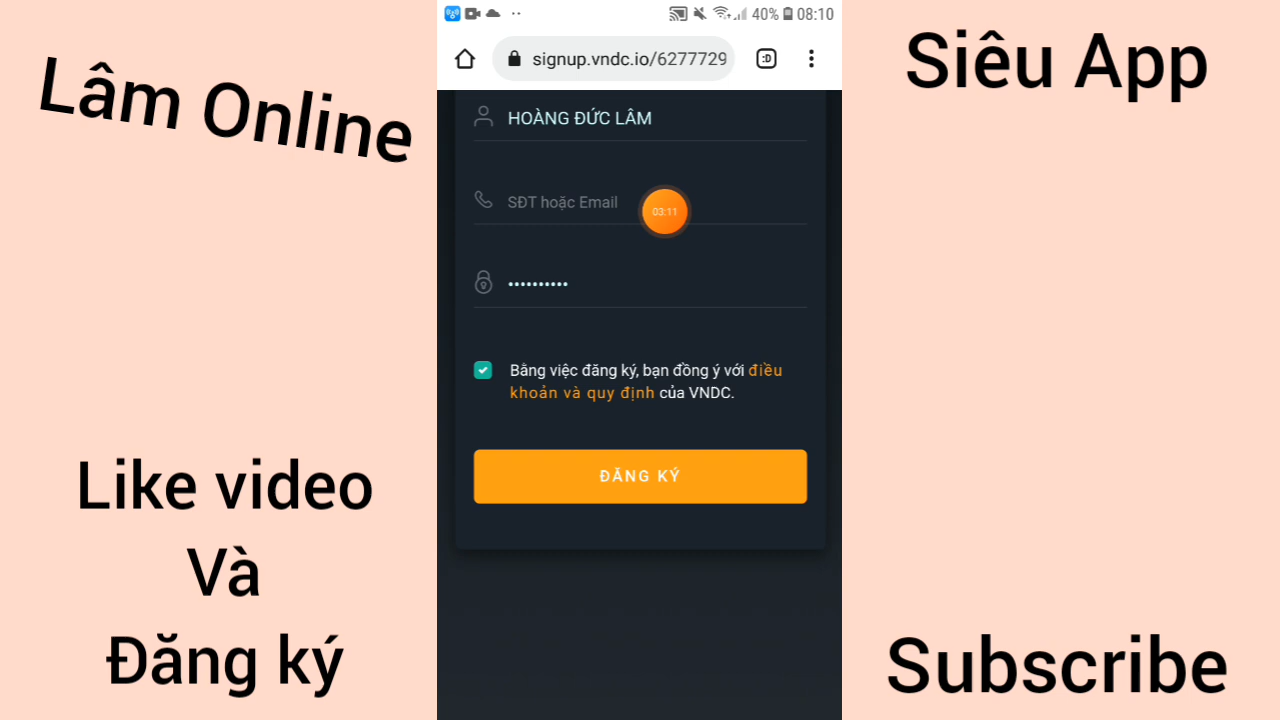 Lâm Online
Siêu App
40% 08:10
signup.vndc.io/6277729
:D
HOÀNG ĐỨC LÂM
SĐT hoặc Email
03:11
••••••••••
Bằng việc đăng ký, bạn đồng ý với điều
khoản và quy định của VNDC.
ĐĂNG KÝ
Like video
Và
Đăng ký
Subscribe